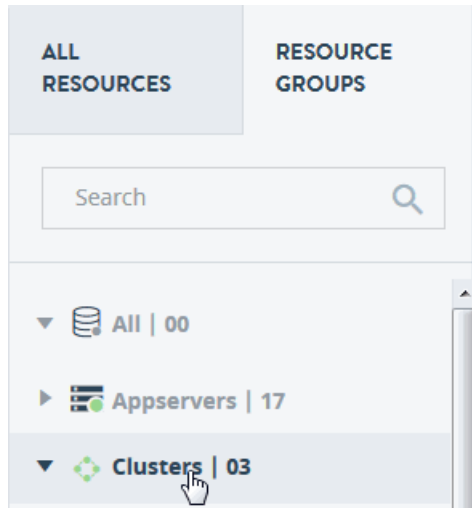 ALL
RESOURCES
RESOURCE
GROUPS
Search
All | 00
Appservers | 17
Clusters | 03